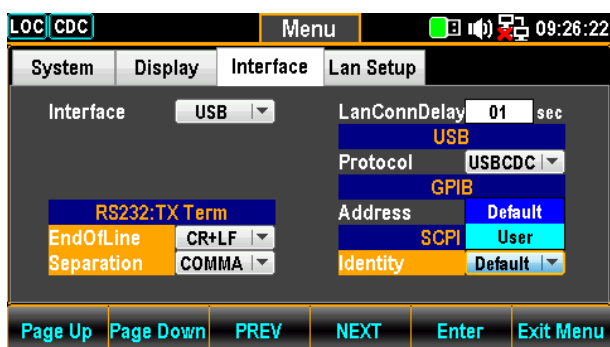 LOC CDC Menu 09:26:22
System Display Interface Lan Setup
Interface USB LanConnDelay 01 sec
USB
Protocol USBCDC
GPIB
RS232:TX Term Address Default
EndOfLine CR+LF SCPI User
Separation COMMA Identity Default
Page Up Page Down PREV NEXT Enter Exit Menu